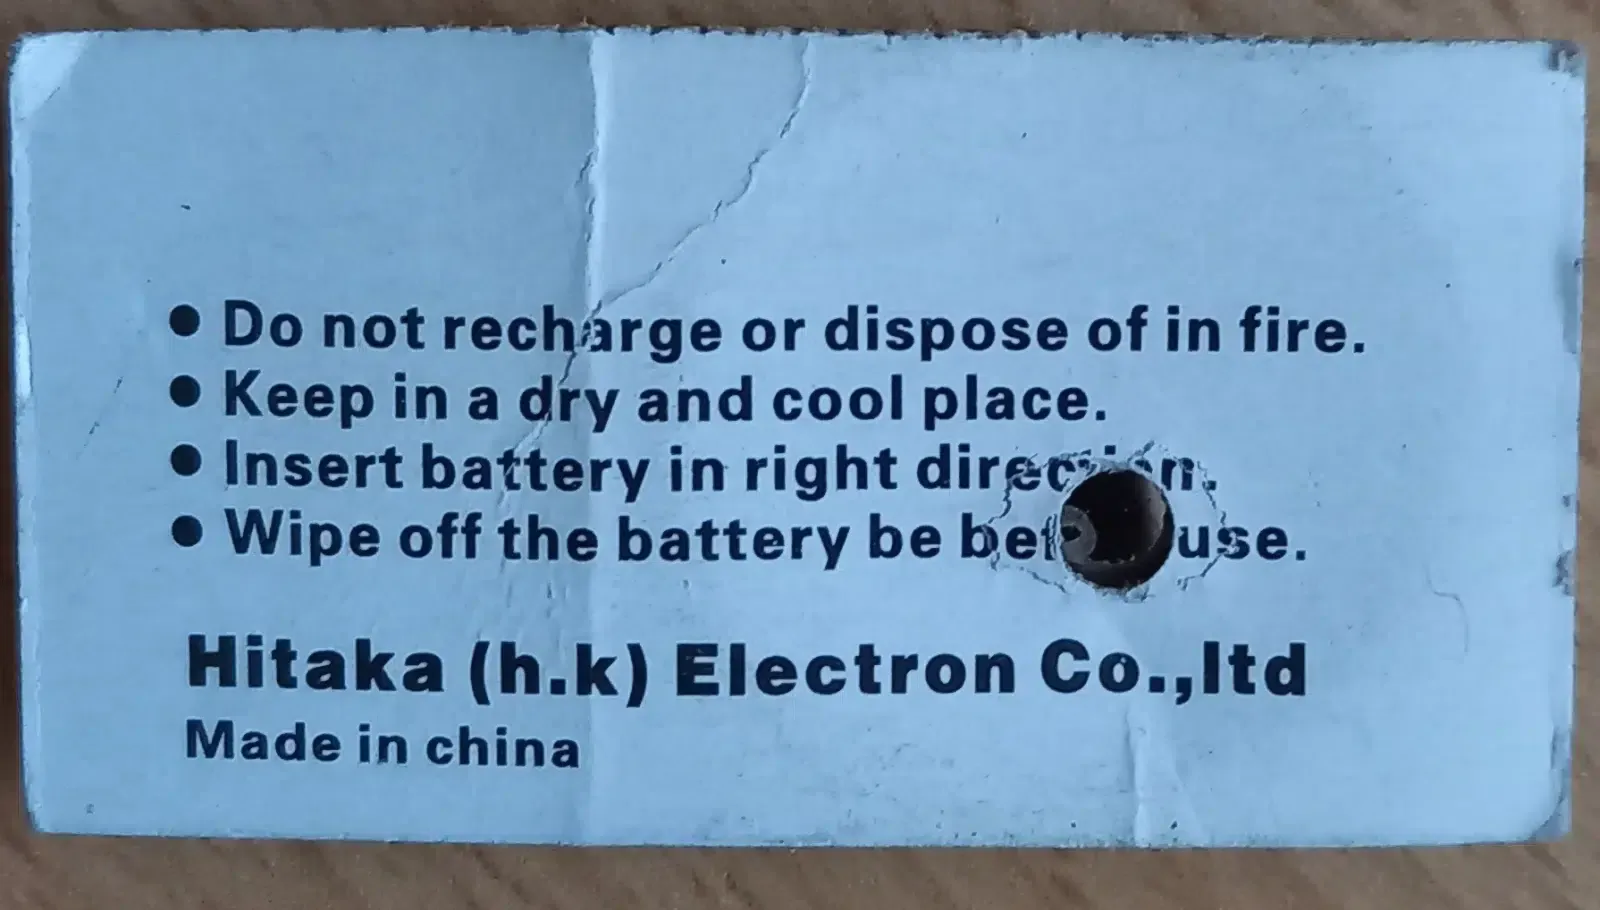 ● Do not recharge or dispose of in fire.
● Keep in a dry and cool place.
● Insert battery in right direction.
● Wipe off the battery be use.
Hitaka (h.k) Electron Co.,ltd
Made in china